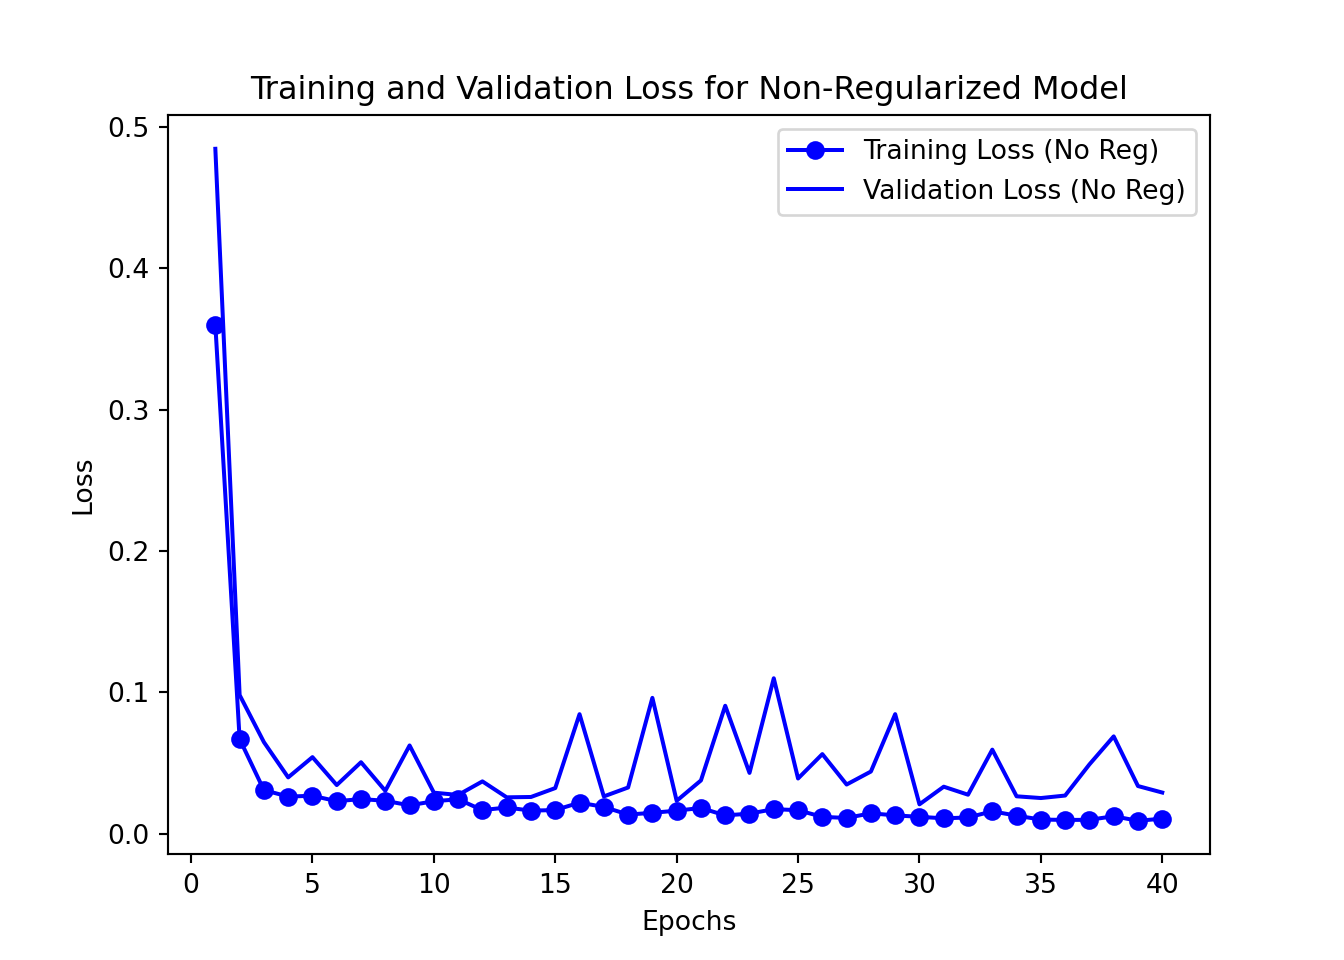 Training and Validation Loss for Non-Regularized Model
Training Loss (No Reg)
Validation Loss (No Reg)
0.5
0.4
0.3
0.2
0.1
0.0
Loss
0 5 10 15 20 25 30 35 40
Epochs